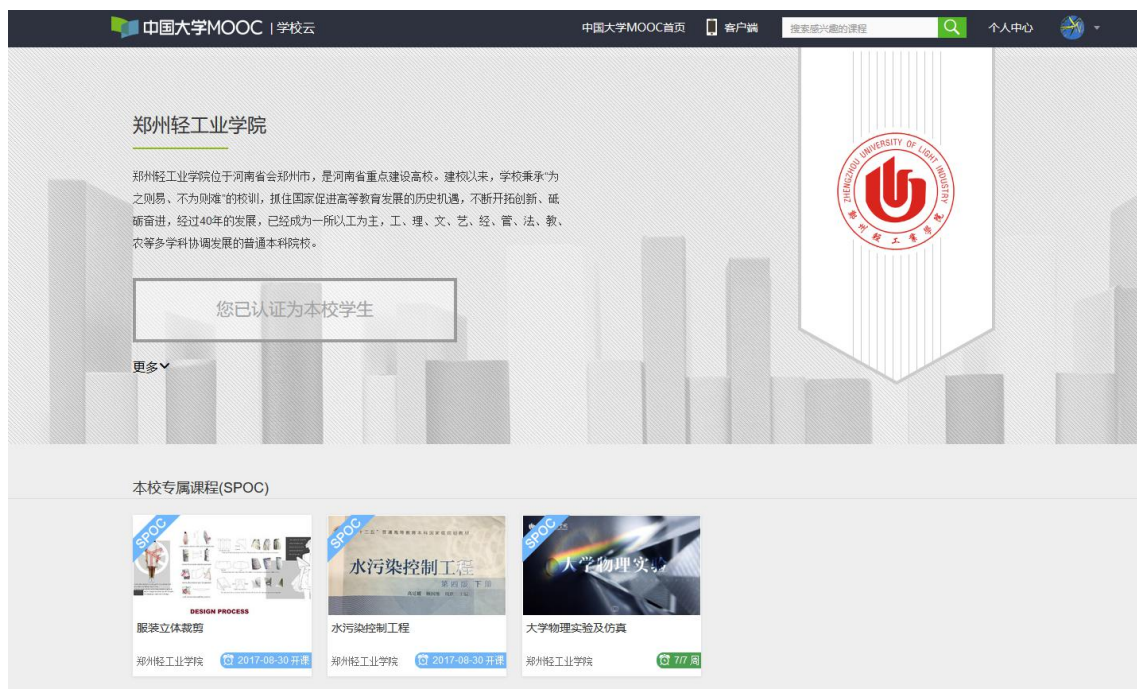 中国大学MOOC | 学校云
中国大学MOOC首页
客户端
搜索感兴趣的课程
个人中心
郑州轻工业学院
郑州轻工业学院位于河南省会郑州市，是河南省重点建设高校。建校以来，学校秉承“为
之则易、不为则难”的校训，抓住国家促进高等教育发展的历史机遇，不断开拓创新、砥
砺奋进，经过40年的发展，已经成为一所以工为主，工、理、文、艺、经、管、法、教、
农等多学科协调发展的普通本科院校。
您已认证为本校学生
更多
ZHENGZHOU UNIVERSITY OF LIGHT INDUSTRY
郑州轻工业学院
本校专属课程(SPOC)
SPOC
DESIGN PROCESS
服装立体裁剪
郑州轻工业学院
2017-08-30 开课
SPOC
水污染控制工程
第四版 下册
水污染控制工程
郑州轻工业学院
2017-08-30 开课
SPOC
大学物理实验
大学物理实验及仿真
郑州轻工业学院
7/7 周